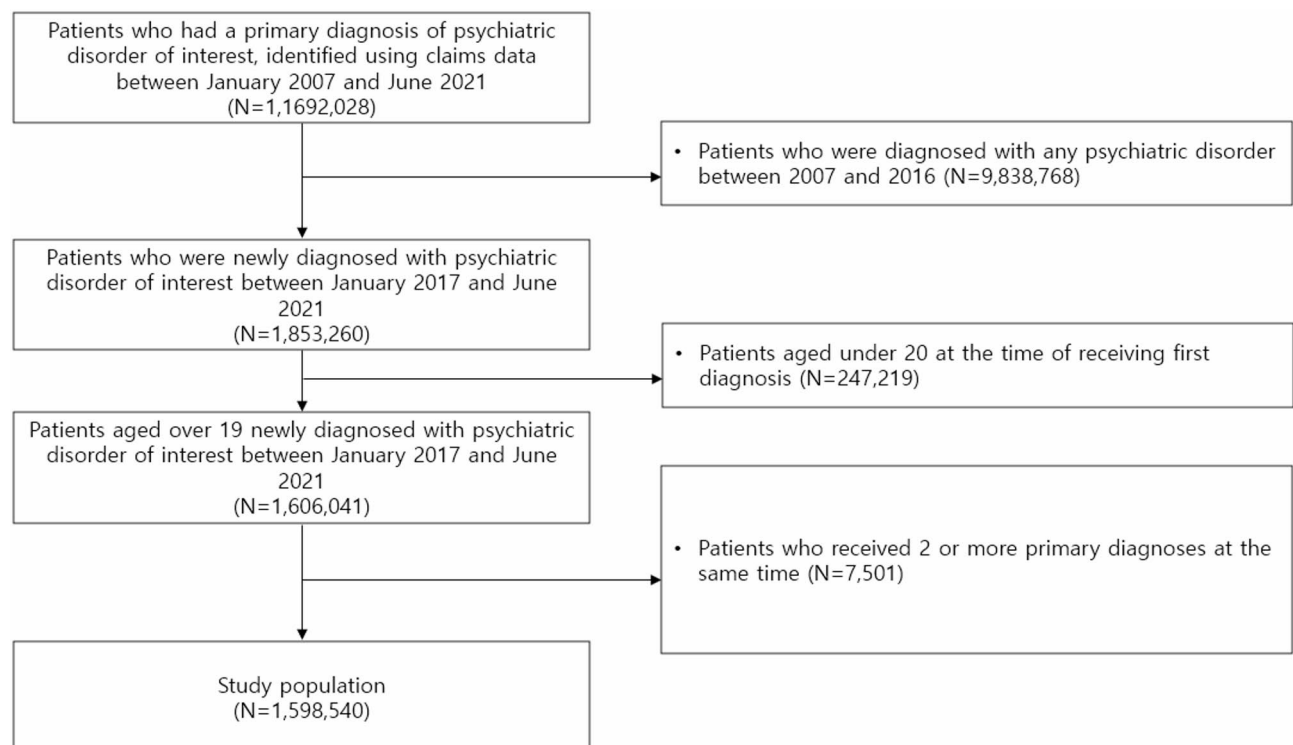 Patients who had a primary diagnosis of psychiatric
disorder of interest, identified using claims data
between January 2007 and June 2021
(N=1,1692,028)
• Patients who were diagnosed with any psychiatric disorder
between 2007 and 2016 (N=9,838,768)
Patients who were newly diagnosed with psychiatric
disorder of interest between January 2017 and June
2021
(N=1,853,260)
• Patients aged under 20 at the time of receiving first
diagnosis (N=247,219)
Patients aged over 19 newly diagnosed with psychiatric
disorder of interest between January 2017 and June
2021
(N=1,606,041)
• Patients who received 2 or more primary diagnoses at the
same time (N=7,501)
Study population
(N=1,598,540)